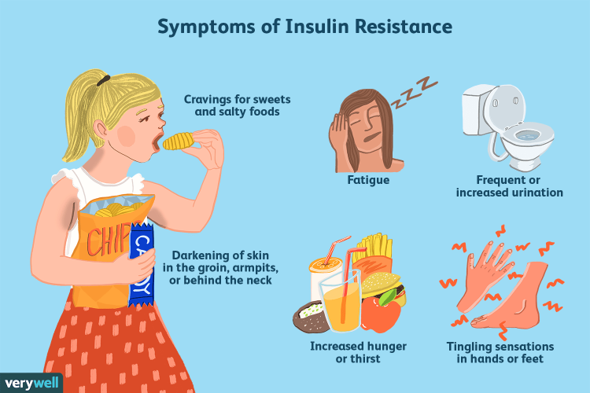 Symptoms of Insulin Resistance
Cravings for sweets
and salty foods
CHIP
CANDY
Darkening of skin
in the groin, armpits,
or behind the neck
zzzz
Fatigue
Frequent or
increased urination
Increased hunger
or thirst
Tingling sensations
in hands or feet
verywell